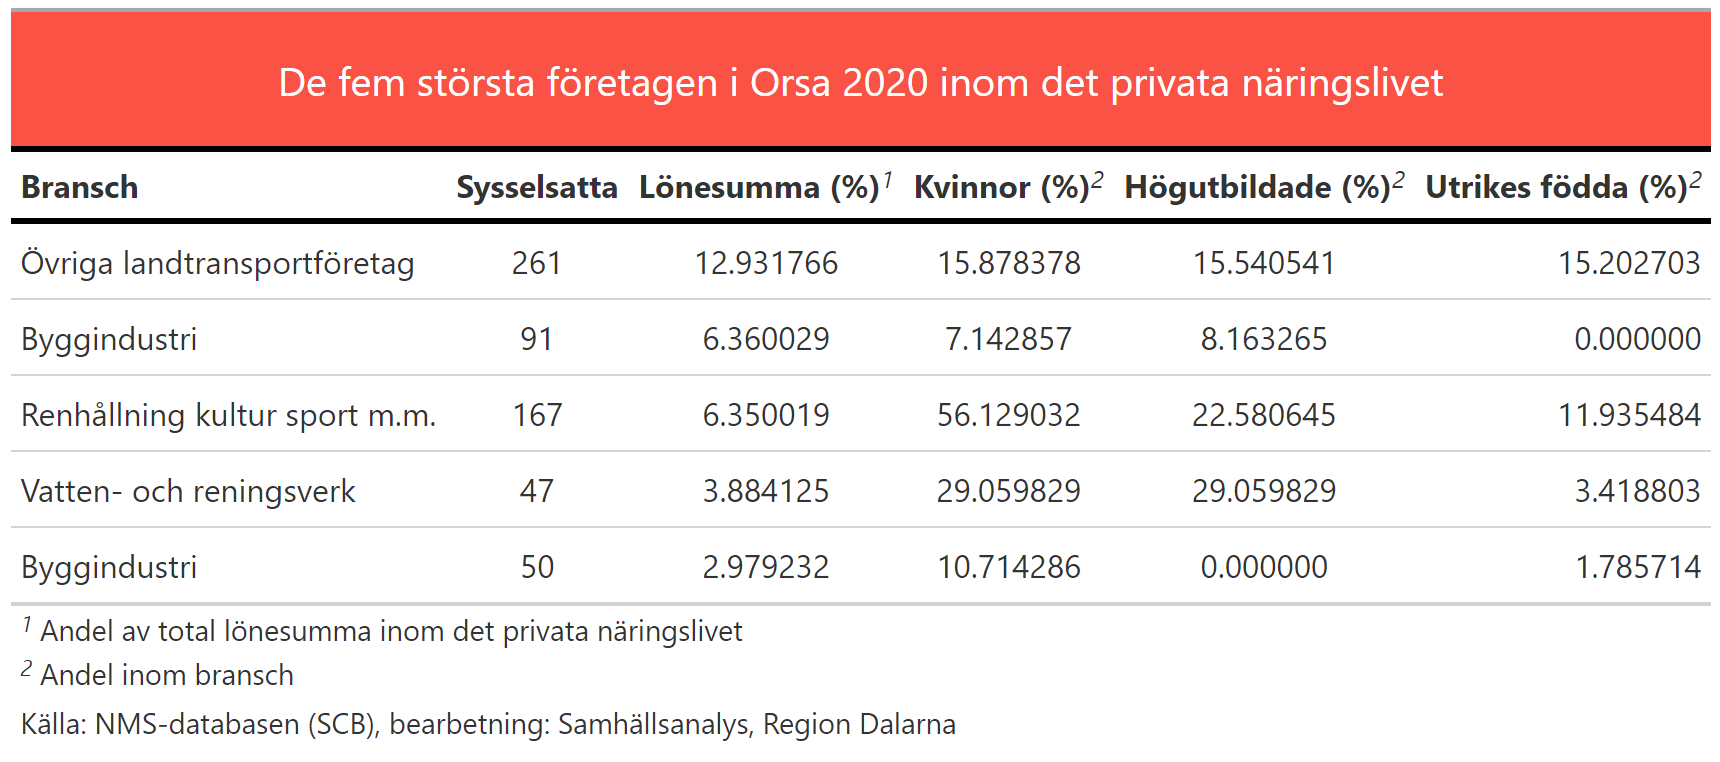 De fem största företagen i Orsa 2020 inom det privata näringslivet
Bransch Sysselsatta Lönesumma (%)1 Kvinnor (%)2 Högutbildade (%)2 Utrikes födda (%)2
Övriga landtransportföretag 261 12.931766 15.878378 15.540541 15.202703
Byggindustri 91 6.360029 7.142857 8.163265 0.000000
Renhållning kultur sport m.m. 167 6.350019 56.129032 22.580645 11.935484
Vatten- och reningsverk 47 3.884125 29.059829 29.059829 3.418803
Byggindustri 50 2.979232 10.714286 0.000000 1.785714
1 Andel av total lönesumma inom det privata näringslivet
2 Andel inom bransch
Källa: NMS-databasen (SCB), bearbetning: Samhällsanalys, Region Dalarna